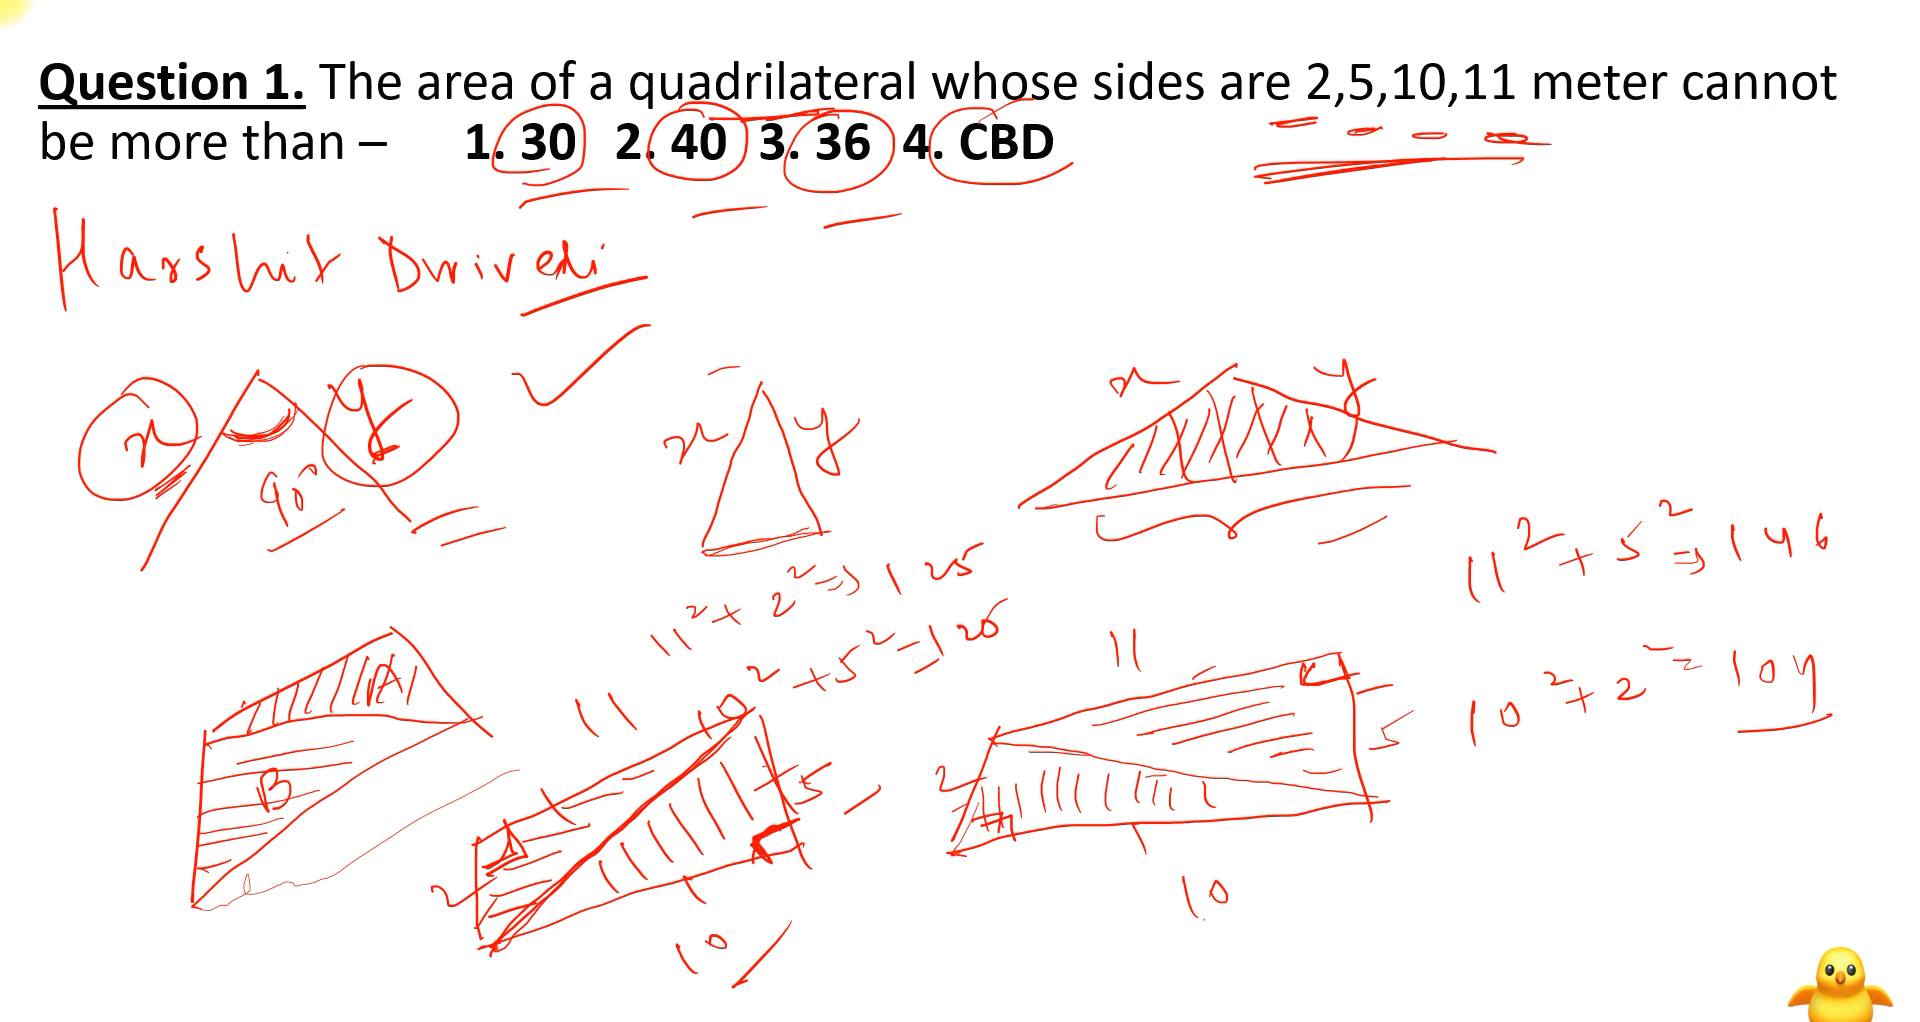 Question 1. The area of a quadrilateral whose sides are 2,5,10,11 meter cannot
be more than – 1. 30 2. 40 3. 36 4. CBD
Harshit Dwivedi
x y
90°
x y
x y
11² + 5² ⇒ 146
10² + 2² = 104
11² + 2² ⇒ 125
10² + 5² = 125
A
B
11
2
5
10
11
2
5
10